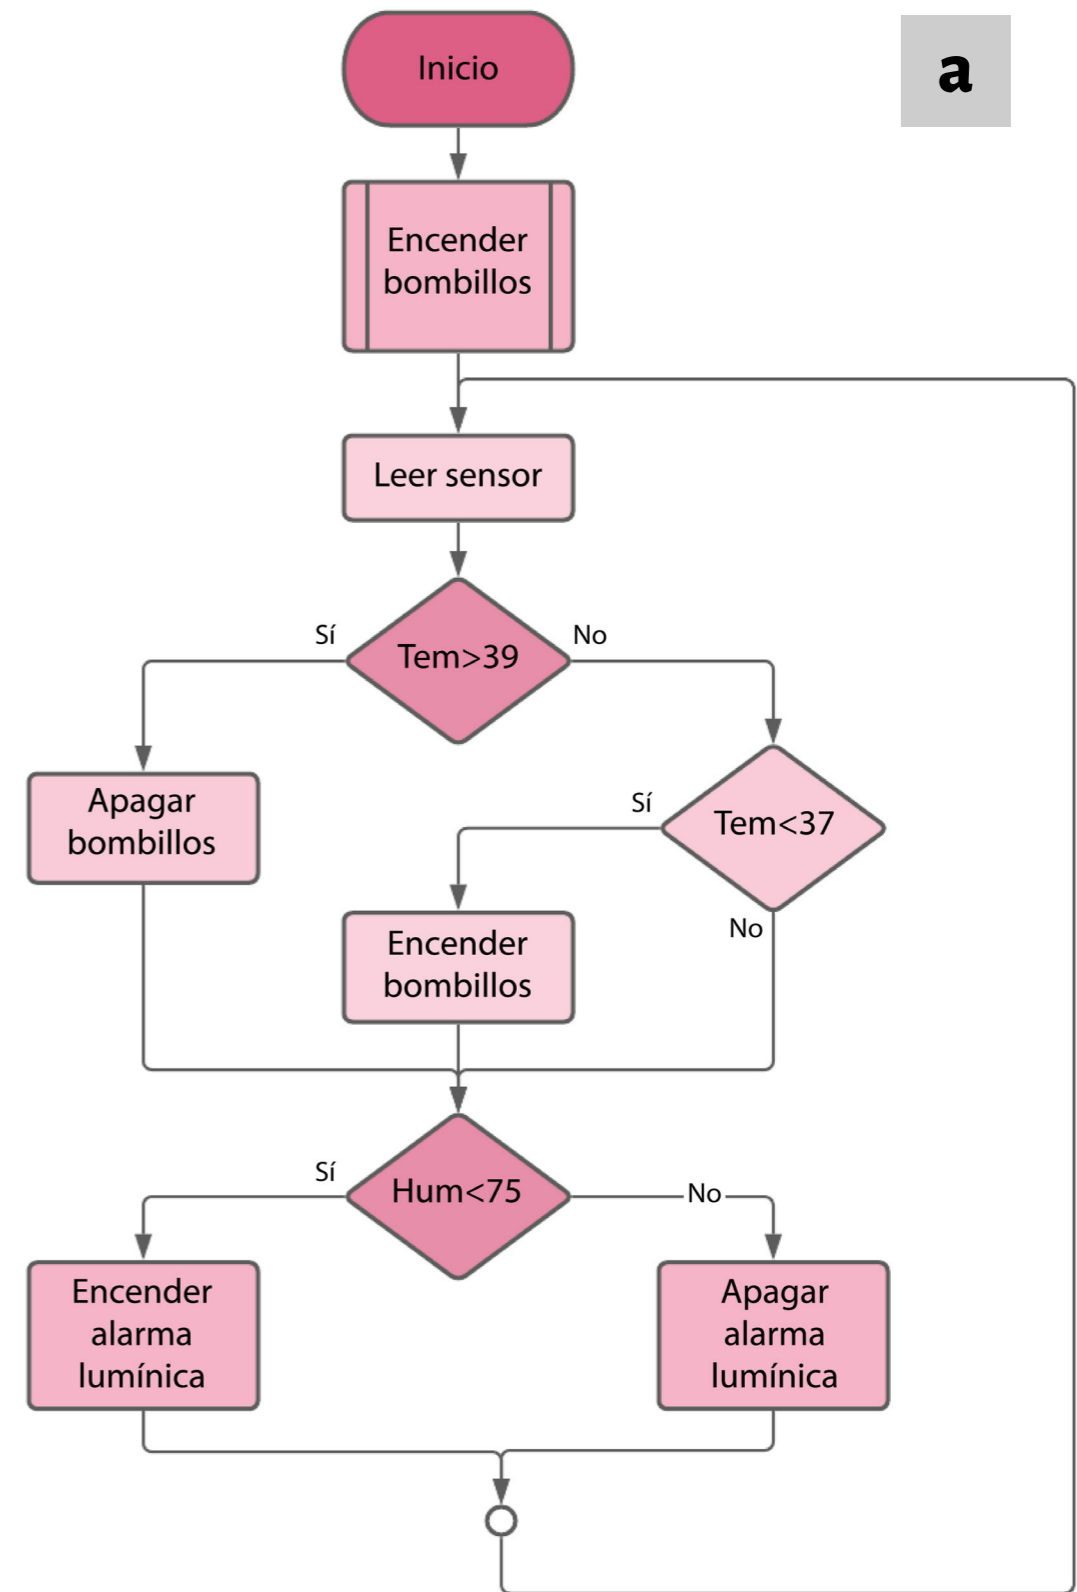 Inicio
a
Encender
bombillos
Leer sensor
Sí
Tem>39
No
Apagar
bombillos
Sí
Tem<37
No
Encender
bombillos
Sí
Hum<75
No
Encender
alarma
lumínica
Apagar
alarma
lumínica